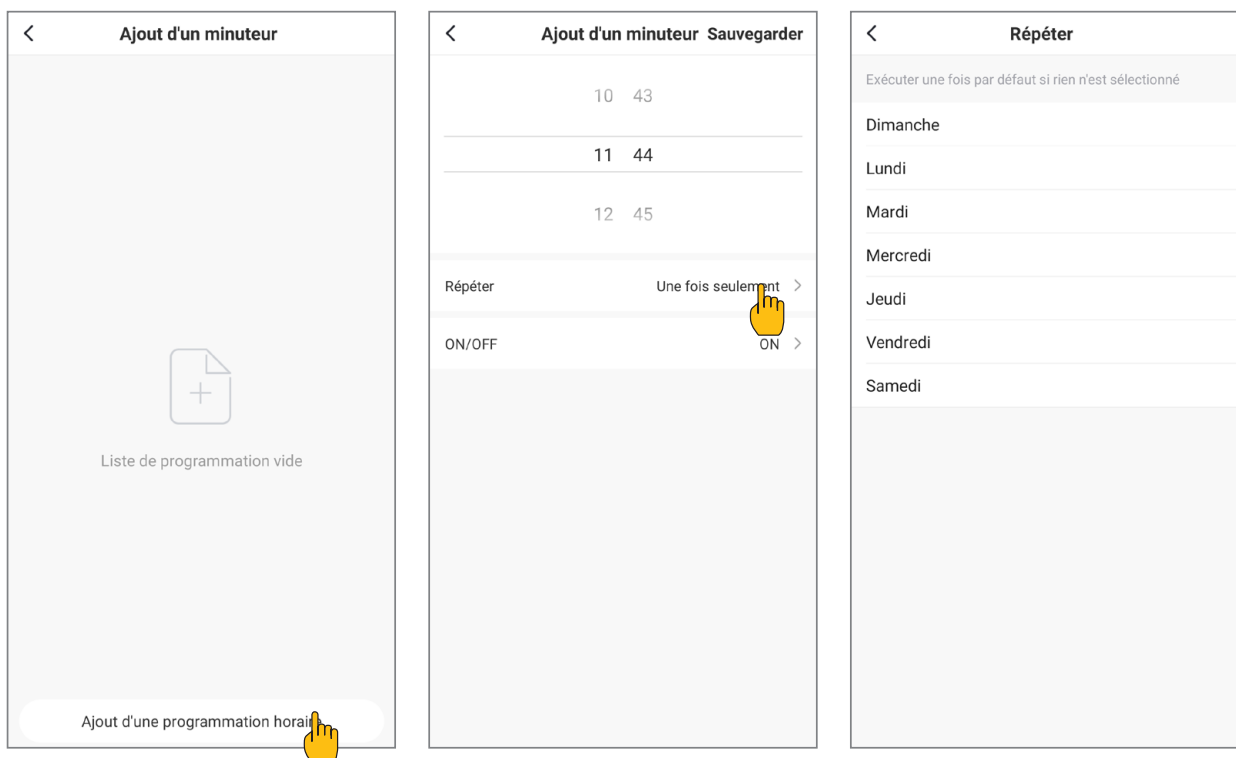 Ajout d'un minuteur
Liste de programmation vide
Ajout d'une programmation horaire
Ajout d'un minuteur Sauvegarder
10 43
11 44
12 45
Répéter Une fois seulement
ON/OFF ON
Répéter
Exécuter une fois par défaut si rien n'est sélectionné
Dimanche
Lundi
Mardi
Mercredi
Jeudi
Vendredi
Samedi